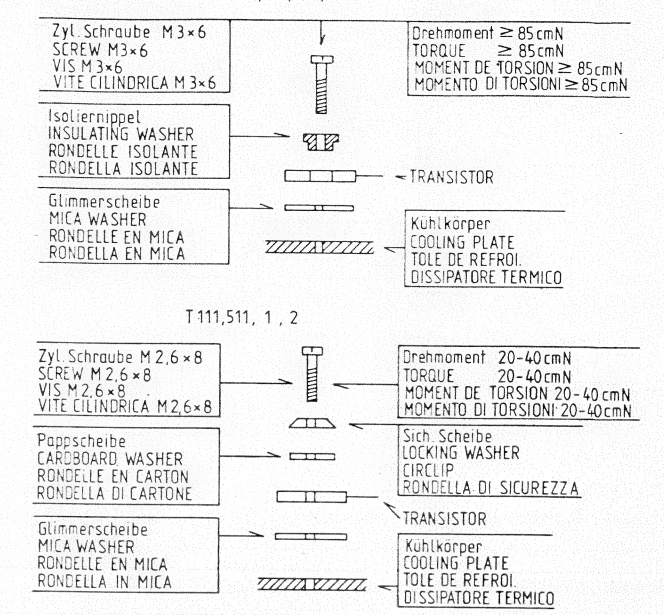 Zyl. Schraube M3×6
SCREW M3×6
VIS M3×6
VITE CILINDRICA M3×6
Drehmoment ≥ 85cmN
TORQUE ≥ 85cmN
MOMENT DE TORSION ≥ 85cmN
MOMENTO DI TORSIONI ≥ 85cmN
Isoliernippel
INSULATING WASHER
RONDELLE ISOLANTE
RONDELLA ISOLANTE
TRANSISTOR
Glimmerscheibe
MICA WASHER
RONDELLE EN MICA
RONDELLA EN MICA
Kühlkörper
COOLING PLATE
TOLE DE REFROI.
DISSIPATORE TERMICO
T111,511, 1, 2
Zyl. Schraube M2,6×8
SCREW M2,6×8
VIS M2,6×8
VITE CILINDRICA M2,6×8
Drehmoment 20-40cmN
TORQUE 20-40cmN
MOMENT DE TORSION 20-40cmN
MOMENTO DI TORSIONI 20-40cmN
Pappscheibe
CARDBOARD WASHER
RONDELLE EN CARTON
RONDELLA DI CARTONE
Sich. Scheibe
LOCKING WASHER
CIRCLIP
RONDELLA DI SICUREZZA
TRANSISTOR
Glimmerscheibe
MICA WASHER
RONDELLE EN MICA
RONDELLA IN MICA
Kühlkörper
COOLING PLATE
TOLE DE REFROI.
DISSIPATORE TERMICO